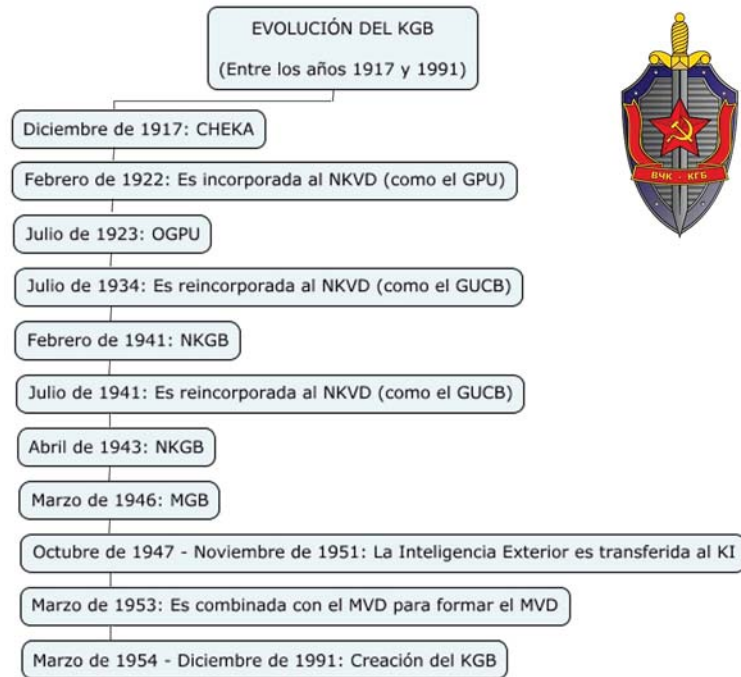 EVOLUCIÓN DEL KGB
(Entre los años 1917 y 1991)
Diciembre de 1917: CHEKA
Febrero de 1922: Es incorporada al NKVD (como el GPU)
Julio de 1923: OGPU
Julio de 1934: Es reincorporada al NKVD (como el GUCB)
Febrero de 1941: NKGB
Julio de 1941: Es reincorporada al NKVD (como el GUCB)
Abril de 1943: NKGB
Marzo de 1946: MGB
Octubre de 1947 - Noviembre de 1951: La Inteligencia Exterior es transferida al KI
Marzo de 1953: Es combinada con el MVD para formar el MVD
Marzo de 1954 - Diciembre de 1991: Creación del KGB
ВЧК - КГБ